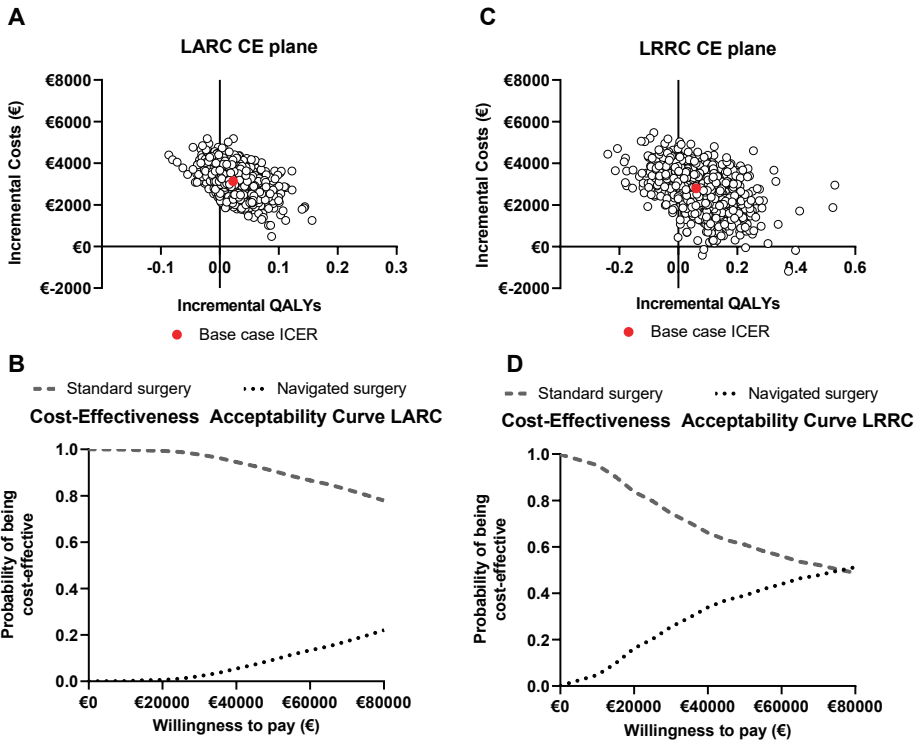 A
LARC CE plane
€8000
€6000
€4000
€2000
€0
€-2000
-0.1
0.0
0.1
0.2
0.3
Incremental Costs (€)
Incremental QALYs
Base case ICER
C
LRRC CE plane
€8000
€6000
€4000
€2000
€0
€-2000
-0.2
0.0
0.2
0.4
0.6
Incremental Costs (€)
Incremental QALYs
Base case ICER
B
Standard surgery
Navigated surgery
Cost-Effectiveness Acceptability Curve LARC
1.0
0.8
0.6
0.4
0.2
0.0
€0
€20000
€40000
€60000
€80000
Probability of being
cost-effective
Willingness to pay (€)
D
Standard surgery
Navigated surgery
Cost-Effectiveness Acceptability Curve LRRC
1.0
0.8
0.6
0.4
0.2
0.0
€0
€20000
€40000
€60000
€80000
Probability of being
cost-effective
Willingness to pay (€)